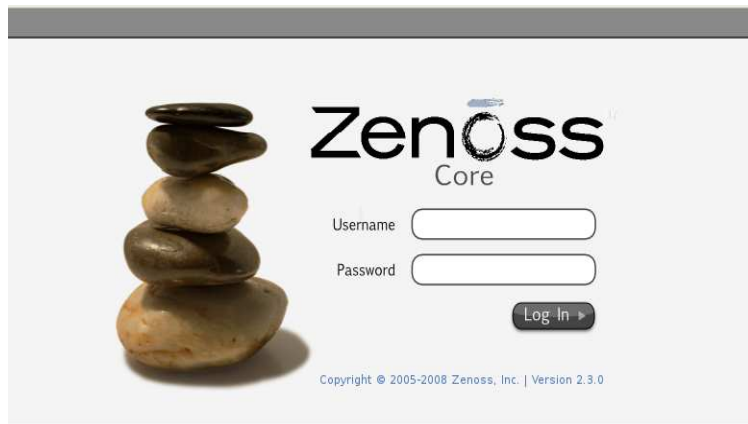 Zenoss
Core
Username
Password
Log In
Copyright © 2005-2008 Zenoss, Inc. | Version 2.3.0